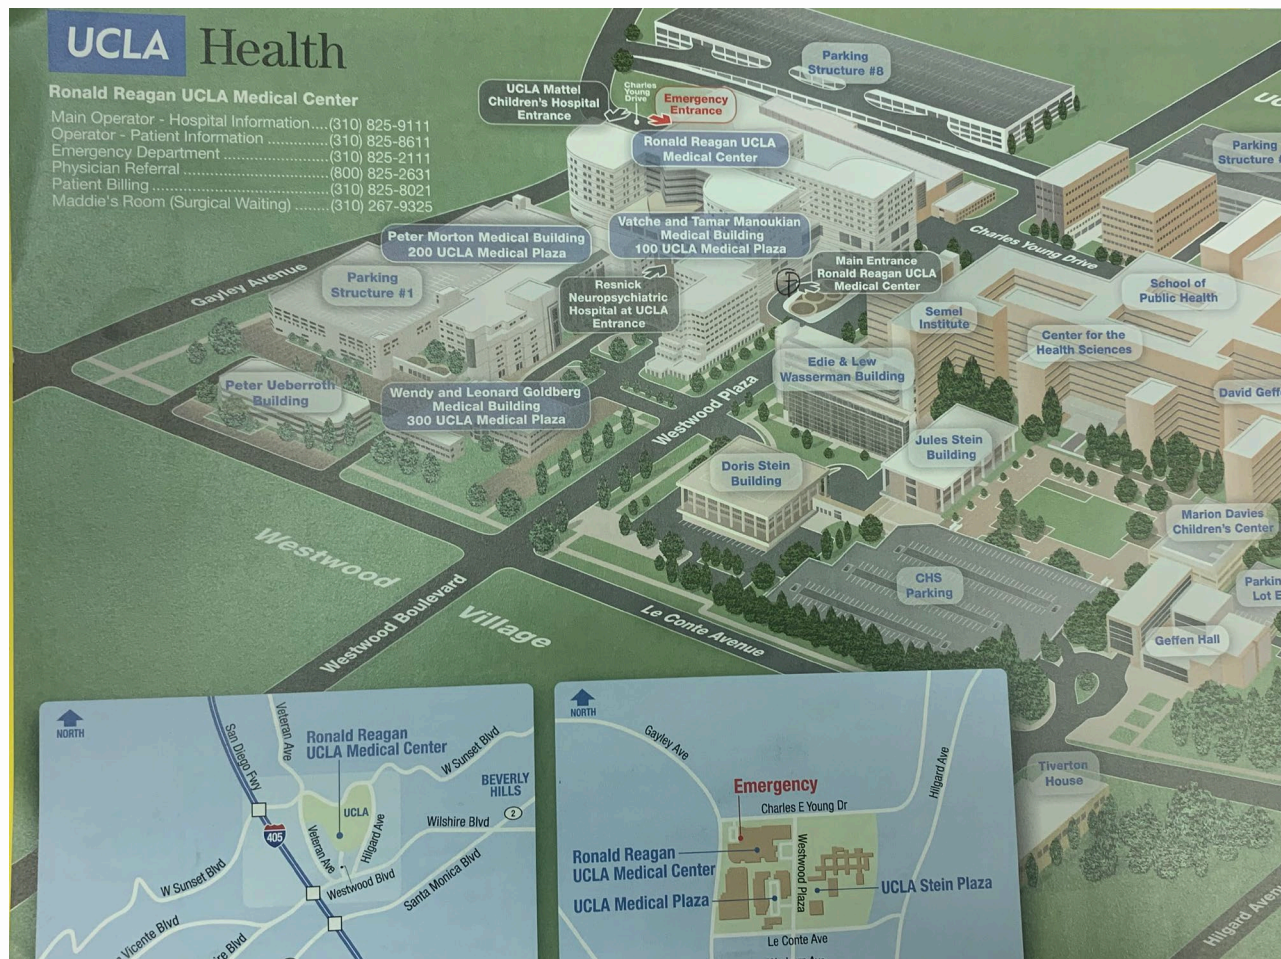 UCLA Health
Ronald Reagan UCLA Medical Center
Main Operator - Hospital Information....(310) 825-9111
Operator - Patient Information ............(310) 825-8611
Emergency Department ......................(310) 825-2111
Physician Referral ...............................(800) 825-2631
Patient Billing......................................(310) 825-8021
Maddie's Room (Surgical Waiting) .......(310) 267-9325
Parking
Structure #8
UCLA Mattel
Children's Hospital
Entrance
Charles
Young
Drive
Emergency
Entrance
Ronald Reagan UCLA
Medical Center
Parking
Structure
Peter Morton Medical Building
200 UCLA Medical Plaza
Vatche and Tamar Manoukian
Medical Building
100 UCLA Medical Plaza
Charles Young Drive
Gayley Avenue
Parking
Structure #1
Resnick
Neuropsychiatric
Hospital at UCLA
Entrance
Main Entrance
Ronald Reagan UCLA
Medical Center
School of
Public Health
Semel
Institute
Center for the
Health Sciences
Edie & Lew
Wasserman Building
Peter Ueberroth
Building
Wendy and Leonard Goldberg
Medical Building
300 UCLA Medical Plaza
Westwood Plaza
David Geff
Jules Stein
Building
Doris Stein
Building
Marion Davies
Children's Center
Westwood
Village
CHS
Parking
Parkin
Lot E
Westwood Boulevard
Le Conte Avenue
Geffen Hall
Tiverton
House
Hilgard Aven
NORTH
San Diego Fwy
Veteran Ave
Ronald Reagan
UCLA Medical Center
W Sunset Blvd
BEVERLY
HILLS
2
UCLA
405
Veteran Ave
Hilgard Ave
Wilshire Blvd
Westwood Blvd
Santa Monica Blvd
W Sunset Blvd
Vicente Blvd
ire Blvd
NORTH
Gayley Ave
Hilgard Ave
Emergency
Charles E Young Dr
Ronald Reagan
UCLA Medical Center
Westwood Plaza
UCLA Medical Plaza
UCLA Stein Plaza
Le Conte Ave